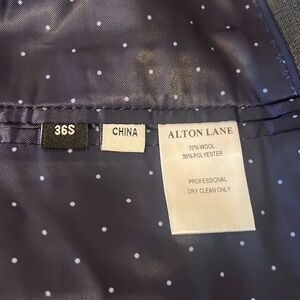 36S
CHINA
ALTON LANE
70%WOOL
30%POLYESTER
PROFESSIONAL
DRY CLEAN ONLY